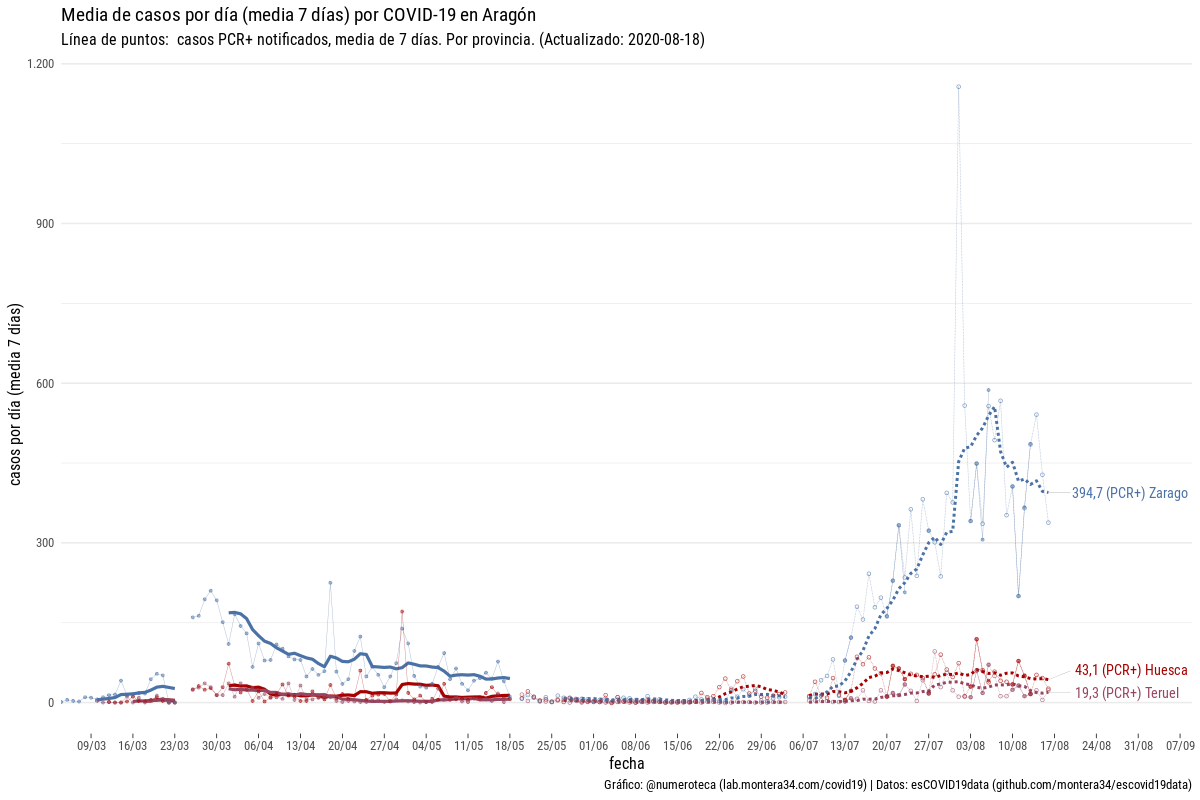 Media de casos por día (media 7 días) por COVID-19 en Aragón
Línea de puntos:  casos PCR+ notificados, media de 7 días. Por provincia. (Actualizado: 2020-08-18)
casos por día (media 7 días)
1.200
900
600
300
0
394,7 (PCR+) Zarago
43,1 (PCR+) Huesca
19,3 (PCR+) Teruel
09/03 16/03 23/03 30/03 06/04 13/04 20/04 27/04 04/05 11/05 18/05 25/05 01/06 08/06 15/06 22/06 29/06 06/07 13/07 20/07 27/07 03/08 10/08 17/08 24/08 31/08 07/09
fecha
Gráfico: @numeroteca (lab.montera34.com/covid19) | Datos: esCOVID19data (github.com/montera34/escovid19data)